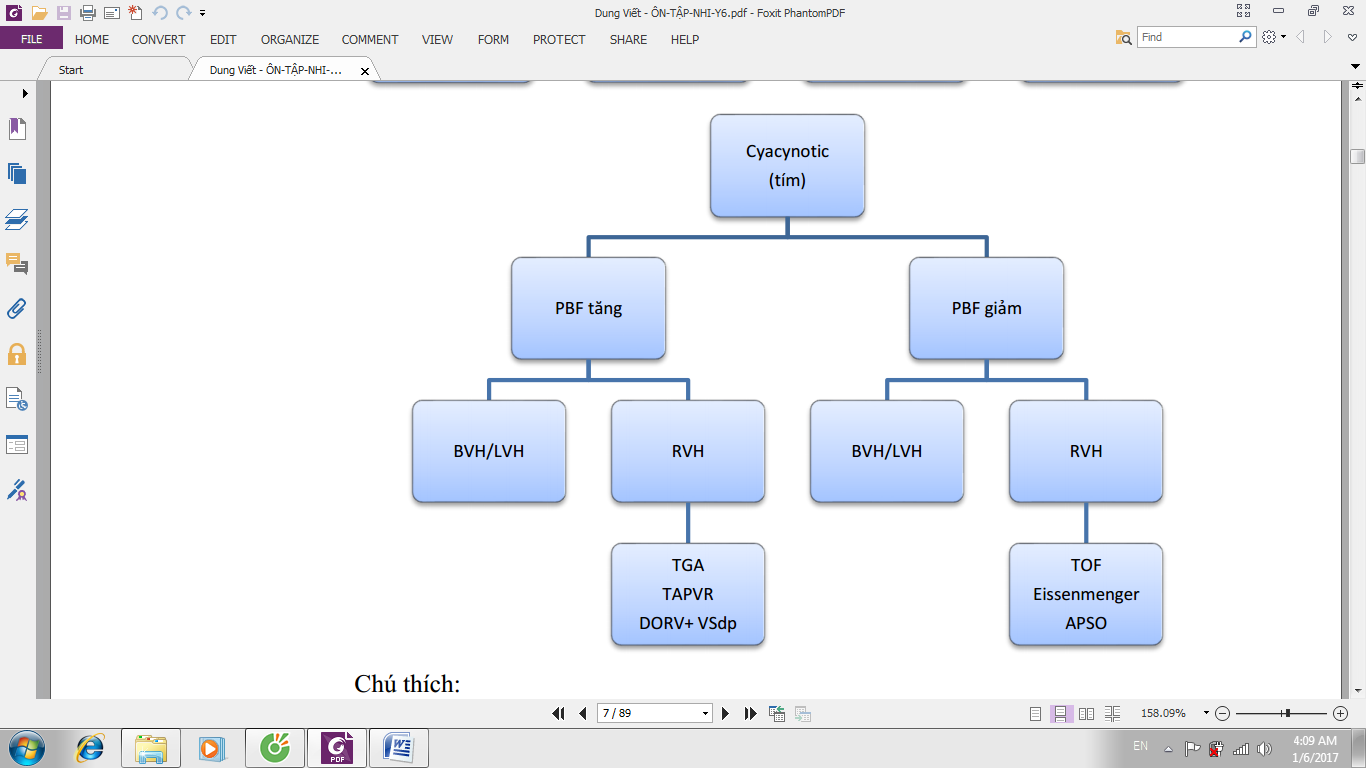 Dung Viết - ÔN-TẬP-NHI-Y6.pdf - Foxit PhantomPDF
FILE HOME CONVERT EDIT ORGANIZE COMMENT VIEW FORM PROTECT SHARE HELP
Find
Start
Dung Viết - ÔN-TẬP-NHI-...
Cyacynotic
(tím)
PBF tăng
PBF giảm
BVH/LVH
RVH
BVH/LVH
RVH
TGA
TAPVR
DORV+ VSdp
TOF
Eissenmenger
APSO
Chú thích:
7 / 89
158.09%
PDF
EN
4:09 AM
1/6/2017